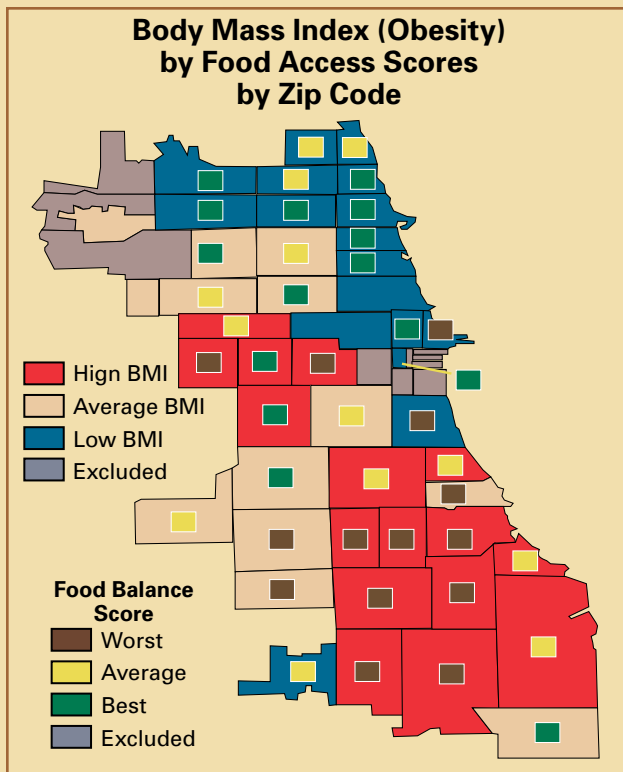 Body Mass Index (Obesity)
by Food Access Scores
by Zip Code
Hign BMI
Average BMI
Low BMI
Excluded
Food Balance
Score
Worst
Average
Best
Excluded